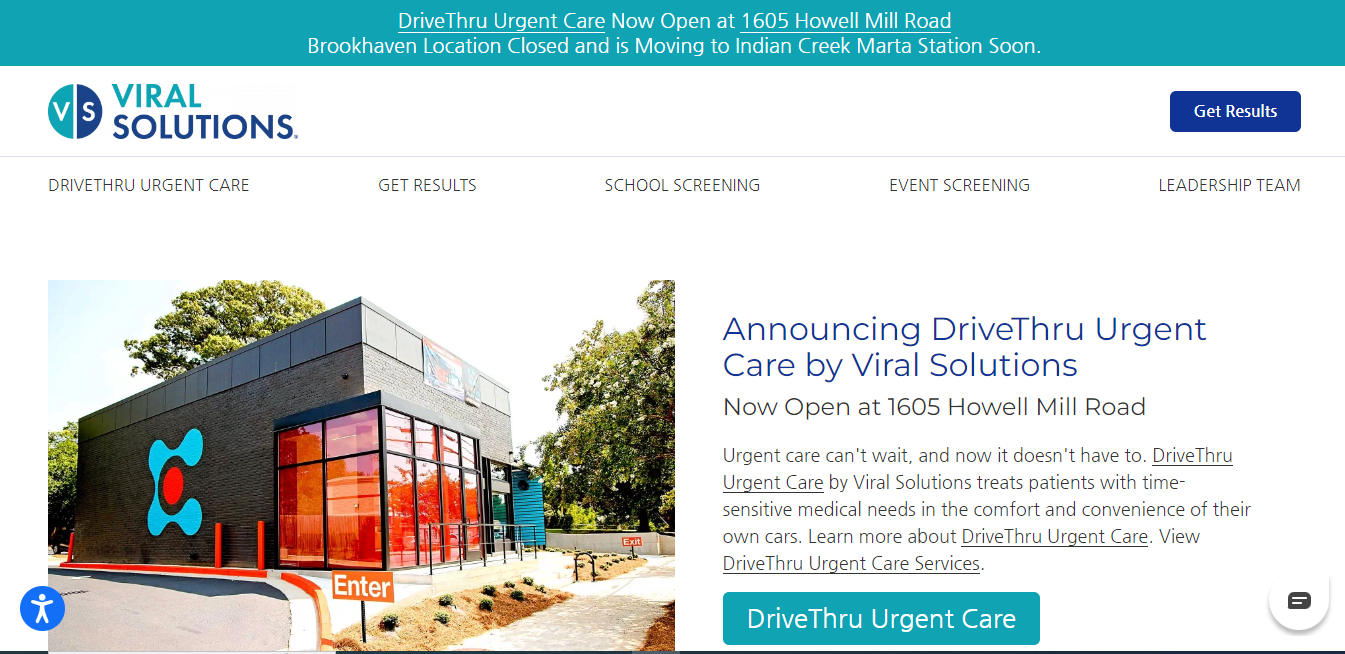 DriveThru Urgent Care Now Open at 1605 Howell Mill Road
Brookhaven Location Closed and is Moving to Indian Creek Marta Station Soon.
VS VIRAL
SOLUTIONS
Get Results
DRIVETHRU URGENT CARE
GET RESULTS
SCHOOL SCREENING
EVENT SCREENING
LEADERSHIP TEAM
Exit
Enter
Announcing DriveThru Urgent
Care by Viral Solutions
Now Open at 1605 Howell Mill Road
Urgent care can't wait, and now it doesn't have to. DriveThru
Urgent Care by Viral Solutions treats patients with time-
sensitive medical needs in the comfort and convenience of their
own cars. Learn more about DriveThru Urgent Care. View
DriveThru Urgent Care Services.
DriveThru Urgent Care